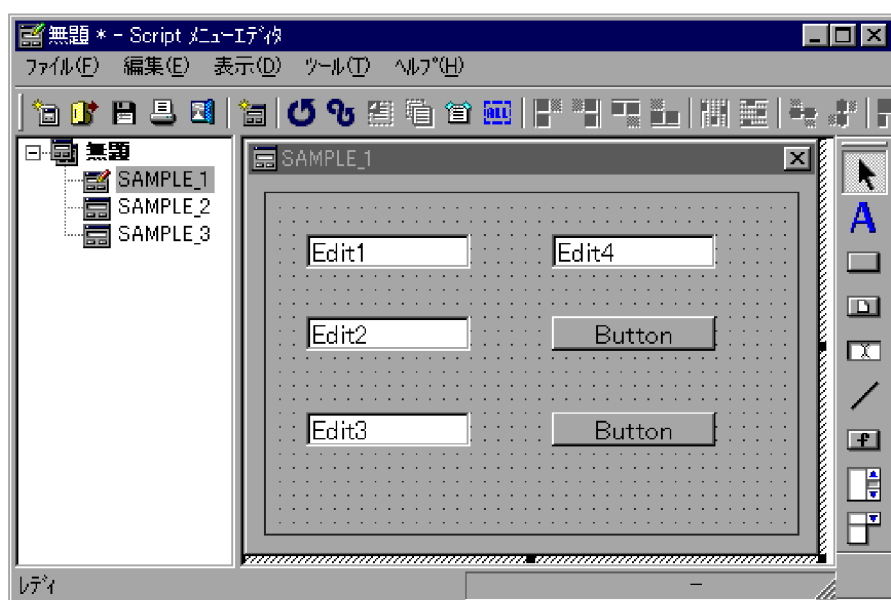 無題 * - Script ﾒﾆｭｰｴﾃﾞｨﾀ
ﾌｧｲﾙ(F) 編集(E) 表示(D) ﾂｰﾙ(T) ﾍﾙﾌﾟ(H)
ALL
無題
SAMPLE_1
SAMPLE_2
SAMPLE_3
SAMPLE_1
Edit1 Edit4
Edit2 Button
Edit3 Button
A
f
ﾚﾃﾞｨ